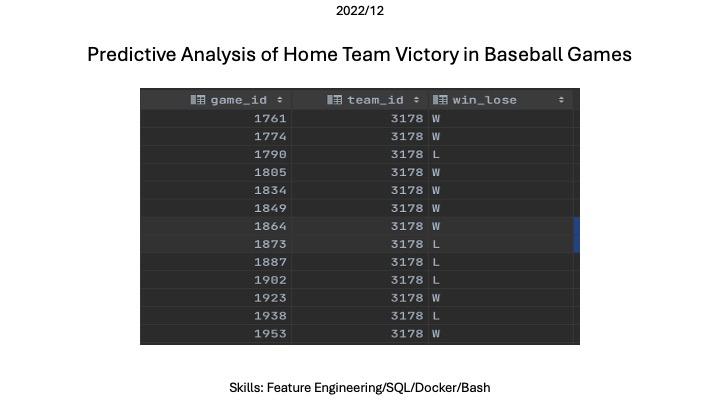 2022/12
Predictive Analysis of Home Team Victory in Baseball Games
game_id team_id win_lose
1761 3178 W
1774 3178 W
1790 3178 L
1805 3178 W
1834 3178 W
1849 3178 W
1864 3178 W
1873 3178 L
1887 3178 L
1902 3178 L
1923 3178 W
1938 3178 L
1953 3178 W
Skills: Feature Engineering/SQL/Docker/Bash